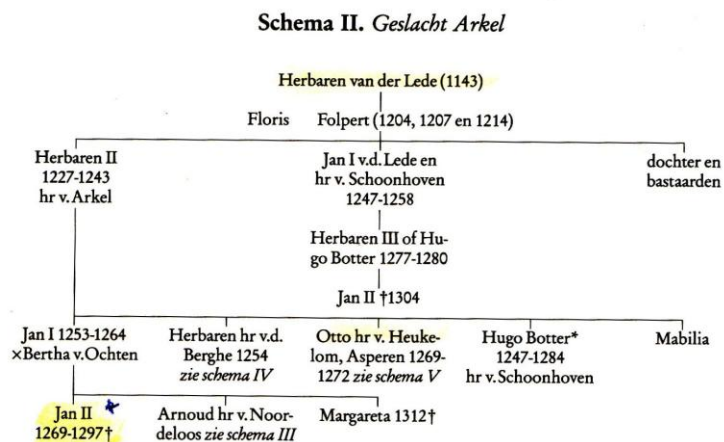 Schema II. Geslacht Arkel
Herbaren van der Lede (1143)
Floris Folpert (1204, 1207 en 1214)
Herbaren II
1227-1243
hr v. Arkel
Jan I v.d. Lede en
hr v. Schoonhoven
1247-1258
dochter en
bastaarden
Herbaren III of Hu-
go Botter 1277-1280
Jan II †1304
Jan I 1253-1264
×Bertha v. Ochten
Herbaren hr v.d.
Berghe 1254
zie schema IV
Otto hr v. Heuke-
lom, Asperen 1269-
1272 zie schema V
Hugo Botter*
1247-1284
hr v. Schoonhoven
Mabilia
Jan II
1269-1297†
Arnoud hr v. Noor-
deloos zie schema III
Margareta 1312†